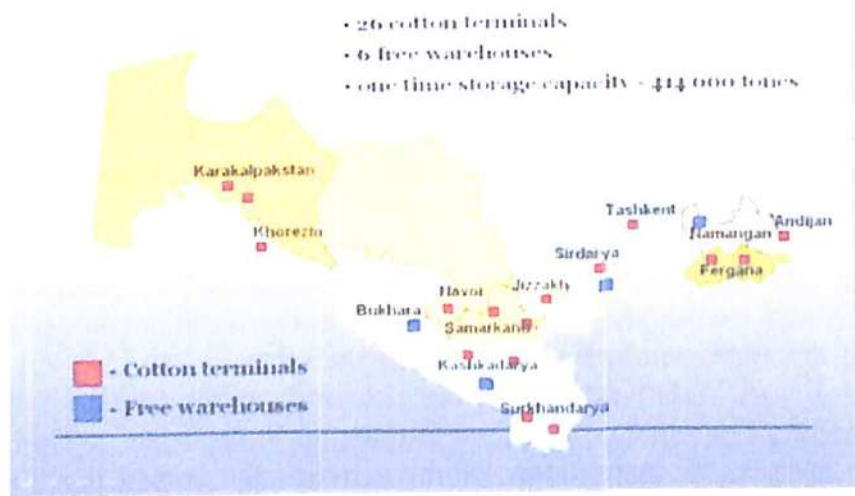 • 26 cotton terminals
• 6 free warehouses
• one time storage capacity - 414 000 tones
Karakalpakstan
Khorezm
Tashkent
Andijan
Namangan
Fergana
Sirdarya
Jizzakh
Navoi
Bukhara
Samarkand
Kashkadarya
Surkhandarya
- Cotton terminals
- Free warehouses